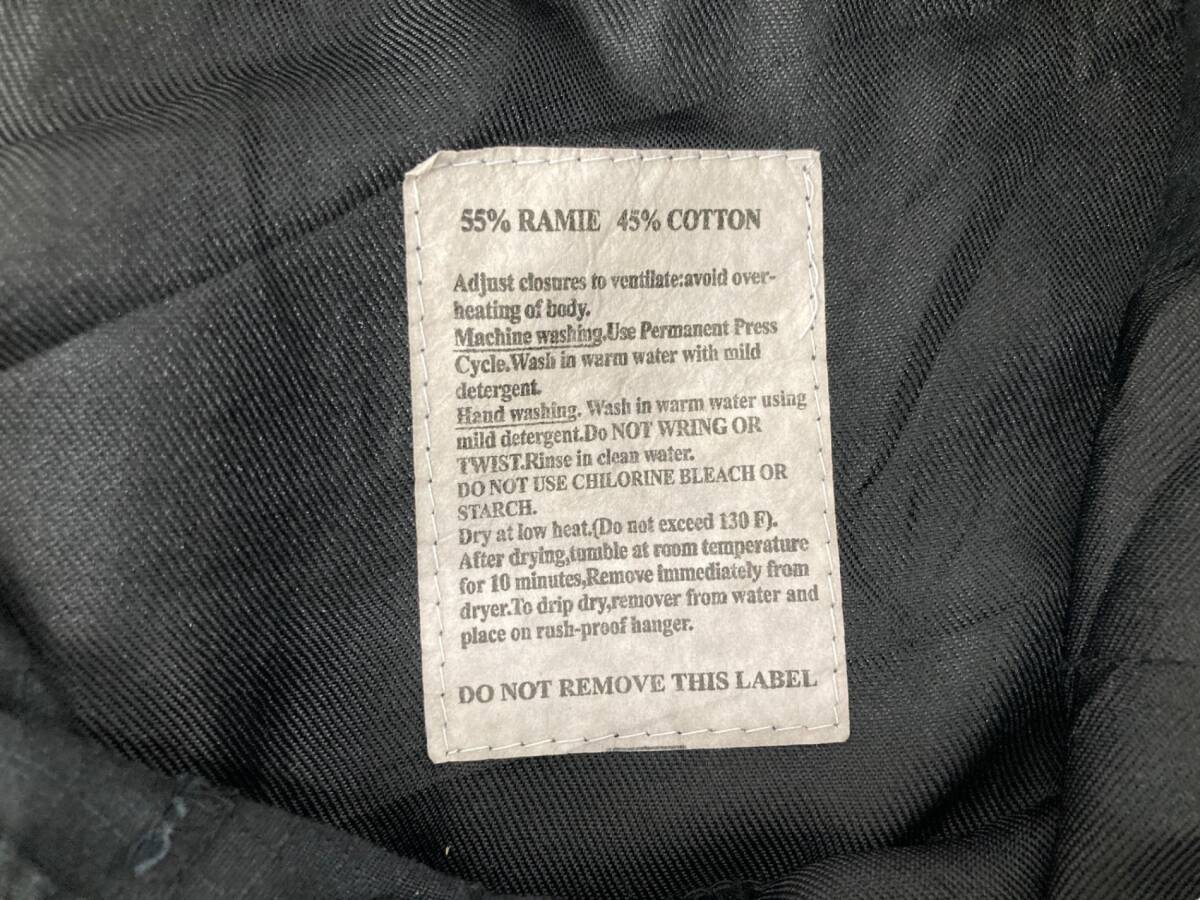 55% RAMIE 45% COTTON
Adjust closures to ventilate:avoid over-
heating of body.
Machine washing.Use Permanent Press
Cycle.Wash in warm water with mild
detergent.
Hand washing. Wash in warm water using
mild detergent.Do NOT WRING OR
TWIST.Rinse in clean water.
DO NOT USE CHILORINE BLEACH OR
STARCH.
Dry at low heat.(Do not exceed 130 F).
After drying,tumble at room temperature
for 10 minutes,Remove immediately from
dryer.To drip dry,remover from water and
place on rush-proof hanger.
DO NOT REMOVE THIS LABEL